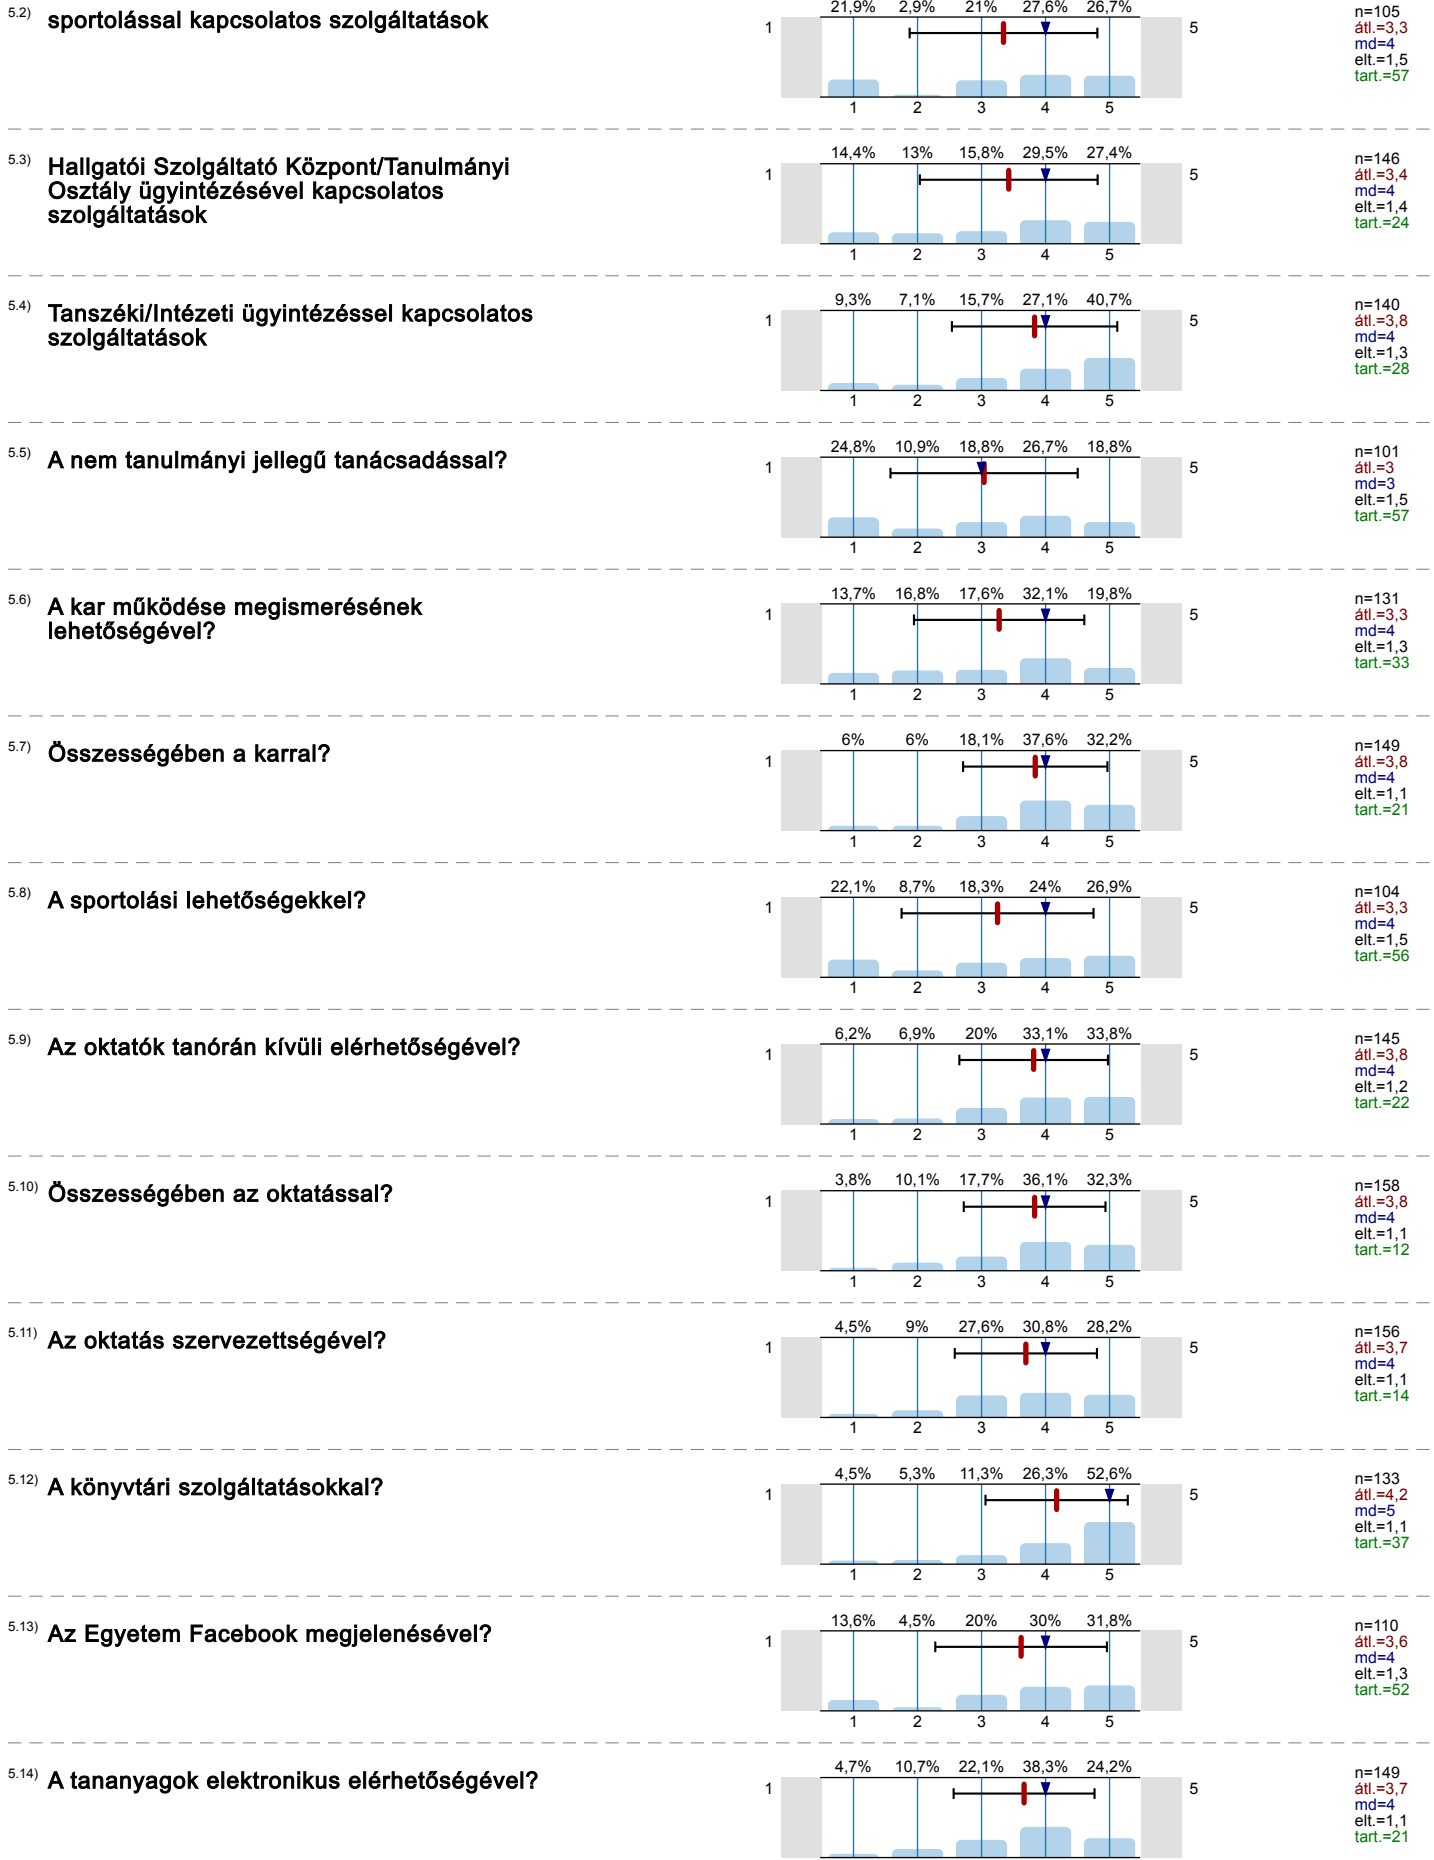 5.2) sportolással kapcsolatos szolgáltatások
21,9% 2,9% 21% 27,6% 26,7%
1 5
1 2 3 4 5
n=105
átl.=3,3
md=4
elt.=1,5
tart.=57
5.3) Hallgatói Szolgáltató Központ/Tanulmányi
Osztály ügyintézésével kapcsolatos
szolgáltatások
14,4% 13% 15,8% 29,5% 27,4%
1 5
1 2 3 4 5
n=146
átl.=3,4
md=4
elt.=1,4
tart.=24
5.4) Tanszéki/Intézeti ügyintézéssel kapcsolatos
szolgáltatások
9,3% 7,1% 15,7% 27,1% 40,7%
1 5
1 2 3 4 5
n=140
átl.=3,8
md=4
elt.=1,3
tart.=28
5.5) A nem tanulmányi jellegű tanácsadással?
24,8% 10,9% 18,8% 26,7% 18,8%
1 5
1 2 3 4 5
n=101
átl.=3
md=3
elt.=1,5
tart.=57
5.6) A kar működése megismerésének
lehetőségével?
13,7% 16,8% 17,6% 32,1% 19,8%
1 5
1 2 3 4 5
n=131
átl.=3,3
md=4
elt.=1,3
tart.=33
5.7) Összességében a karral?
6% 6% 18,1% 37,6% 32,2%
1 5
1 2 3 4 5
n=149
átl.=3,8
md=4
elt.=1,1
tart.=21
5.8) A sportolási lehetőségekkel?
22,1% 8,7% 18,3% 24% 26,9%
1 5
1 2 3 4 5
n=104
átl.=3,3
md=4
elt.=1,5
tart.=56
5.9) Az oktatók tanórán kívüli elérhetőségével?
6,2% 6,9% 20% 33,1% 33,8%
1 5
1 2 3 4 5
n=145
átl.=3,8
md=4
elt.=1,2
tart.=22
5.10) Összességében az oktatással?
3,8% 10,1% 17,7% 36,1% 32,3%
1 5
1 2 3 4 5
n=158
átl.=3,8
md=4
elt.=1,1
tart.=12
5.11) Az oktatás szervezettségével?
4,5% 9% 27,6% 30,8% 28,2%
1 5
1 2 3 4 5
n=156
átl.=3,7
md=4
elt.=1,1
tart.=14
5.12) A könyvtári szolgáltatásokkal?
4,5% 5,3% 11,3% 26,3% 52,6%
1 5
1 2 3 4 5
n=133
átl.=4,2
md=5
elt.=1,1
tart.=37
5.13) Az Egyetem Facebook megjelenésével?
13,6% 4,5% 20% 30% 31,8%
1 5
1 2 3 4 5
n=110
átl.=3,6
md=4
elt.=1,3
tart.=52
5.14) A tananyagok elektronikus elérhetőségével?
4,7% 10,7% 22,1% 38,3% 24,2%
1 5
n=149
átl.=3,7
md=4
elt.=1,1
tart.=21